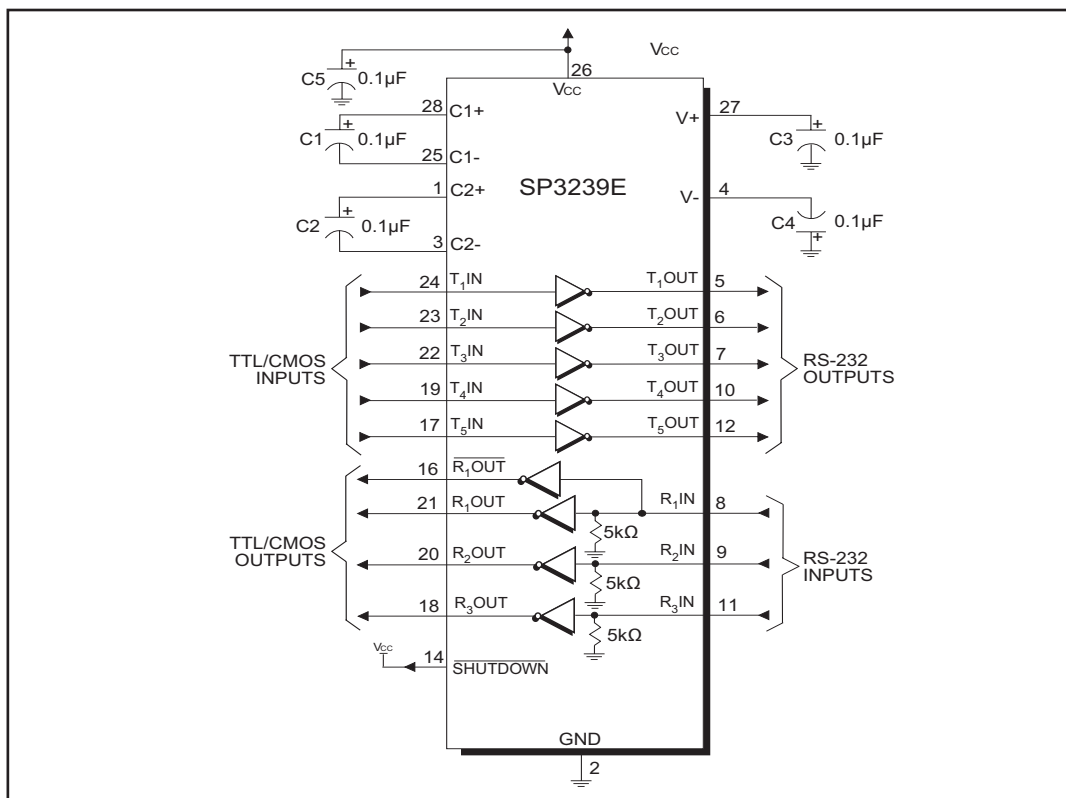 Vcc
26
Vcc
C5 + 0.1µF
28 C1+
C1 + 0.1µF
25 C1-
1 C2+
C2 + 0.1µF
3 C2-
SP3239E
V+ 27
C3 + 0.1µF
V- 4
C4 0.1µF +
24 T1IN T1OUT 5
23 T2IN T2OUT 6
22 T3IN T3OUT 7
19 T4IN T4OUT 10
17 T5IN T5OUT 12
TTL/CMOS
INPUTS
RS-232
OUTPUTS
16 R1OUT
21 R1OUT R1IN 8
5kΩ
20 R2OUT R2IN 9
5kΩ
18 R3OUT R3IN 11
5kΩ
TTL/CMOS
OUTPUTS
RS-232
INPUTS
Vcc
14 SHUTDOWN
GND
2